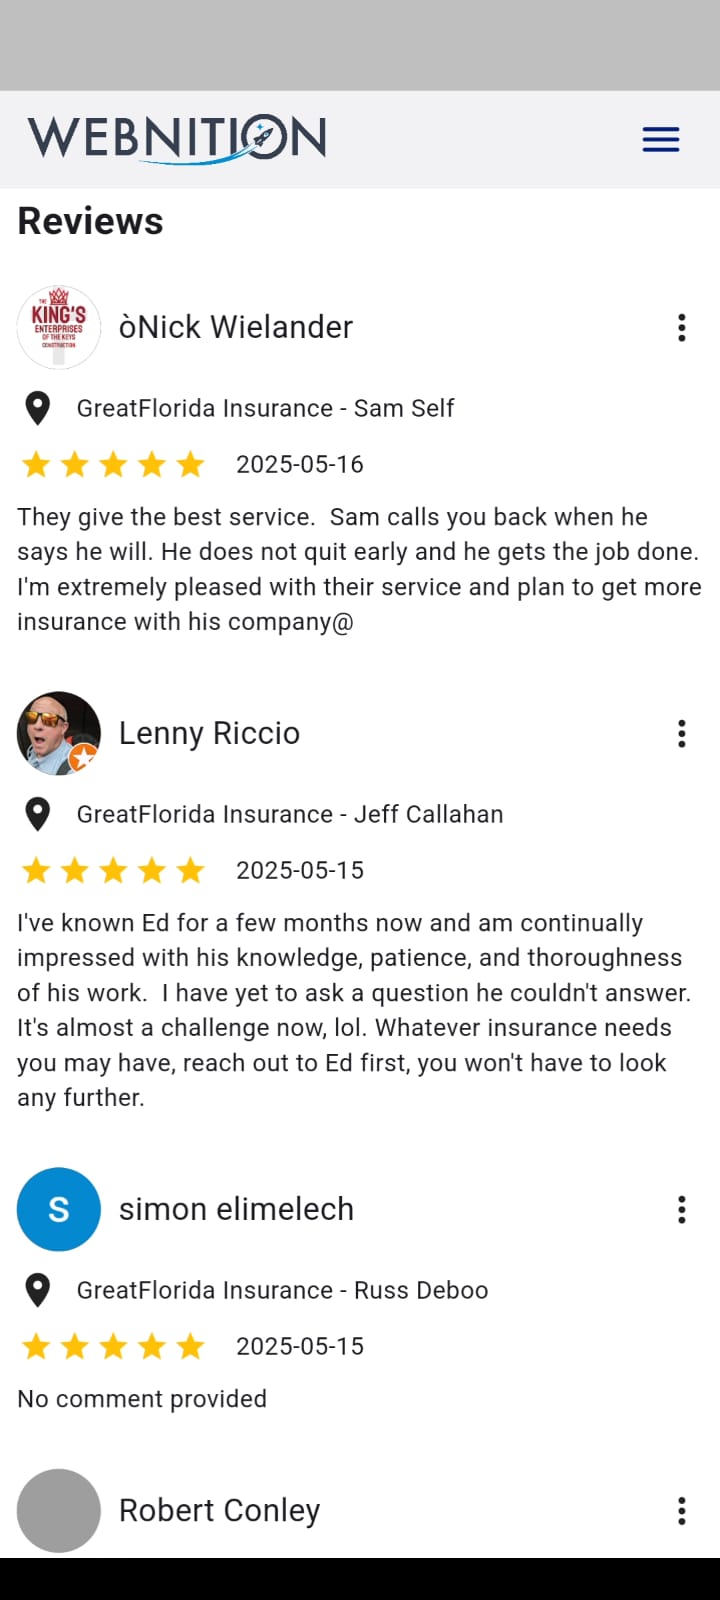 WEBNITION
Reviews
THE
KING'S
ENTERPRISES
OF THE KEYS
CONSTRUCTION
òNick Wielander
GreatFlorida Insurance - Sam Self
2025-05-16
They give the best service.  Sam calls you back when he
says he will. He does not quit early and he gets the job done.
I'm extremely pleased with their service and plan to get more
insurance with his company@
Lenny Riccio
GreatFlorida Insurance - Jeff Callahan
2025-05-15
I've known Ed for a few months now and am continually
impressed with his knowledge, patience, and thoroughness
of his work.  I have yet to ask a question he couldn't answer.
It's almost a challenge now, lol. Whatever insurance needs
you may have, reach out to Ed first, you won't have to look
any further.
S
simon elimelech
GreatFlorida Insurance - Russ Deboo
2025-05-15
No comment provided
Robert Conley